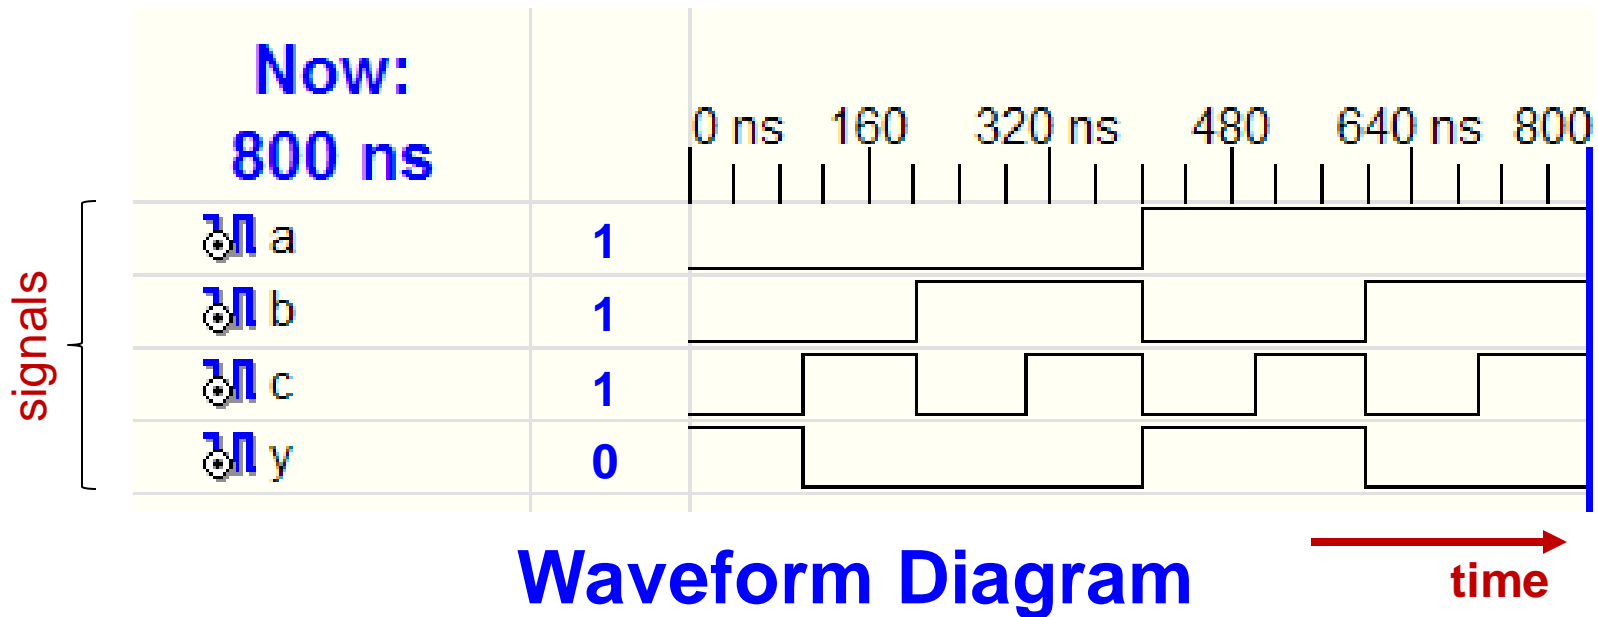 Now:
800 ns
0 ns 160 320 ns 480 640 ns 800
signals
a 1
b 1
c 1
y 0
Waveform Diagram
time